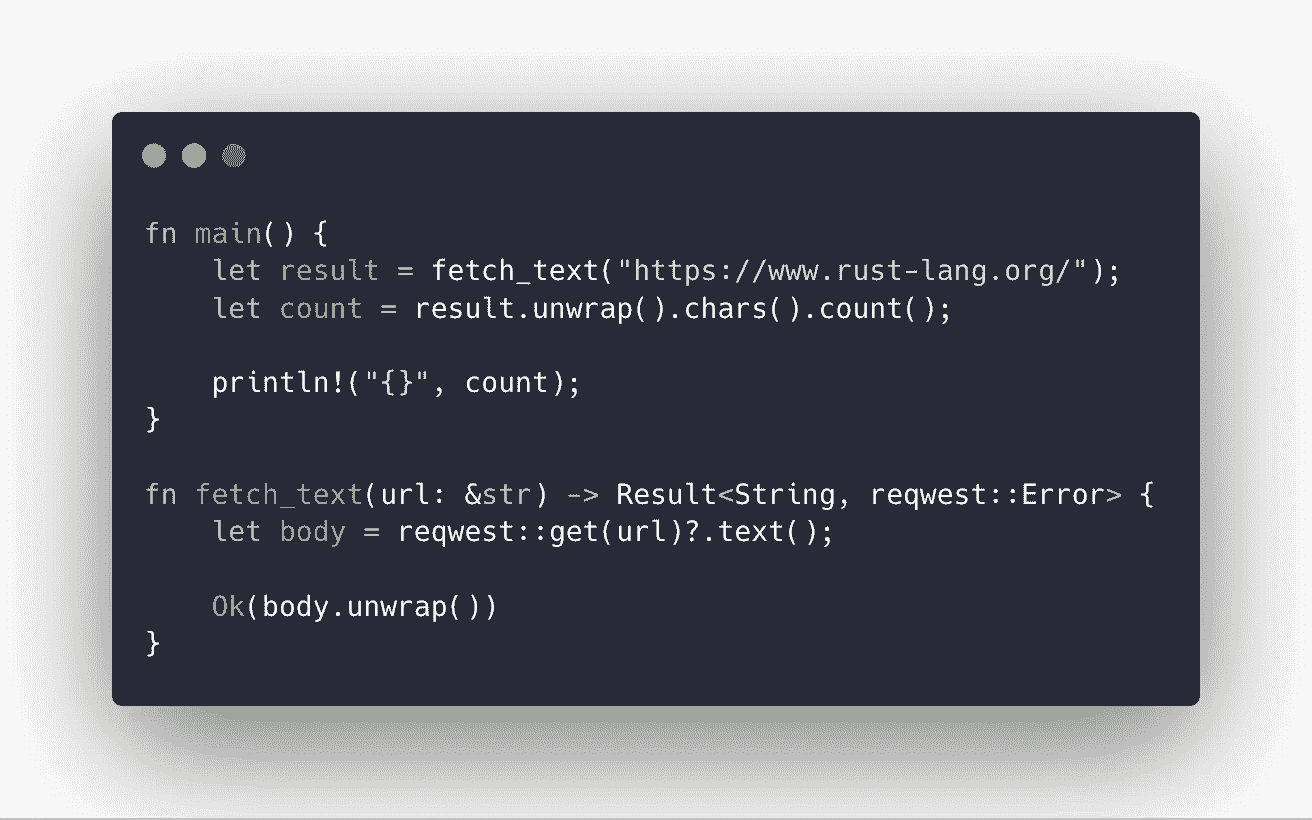 fn main() {
    let result = fetch_text("https://www.rust-lang.org/");
    let count = result.unwrap().chars().count();

    println!("{}", count);
}

fn fetch_text(url: &str) -> Result<String, reqwest::Error> {
    let body = reqwest::get(url)?.text();

    Ok(body.unwrap())
}